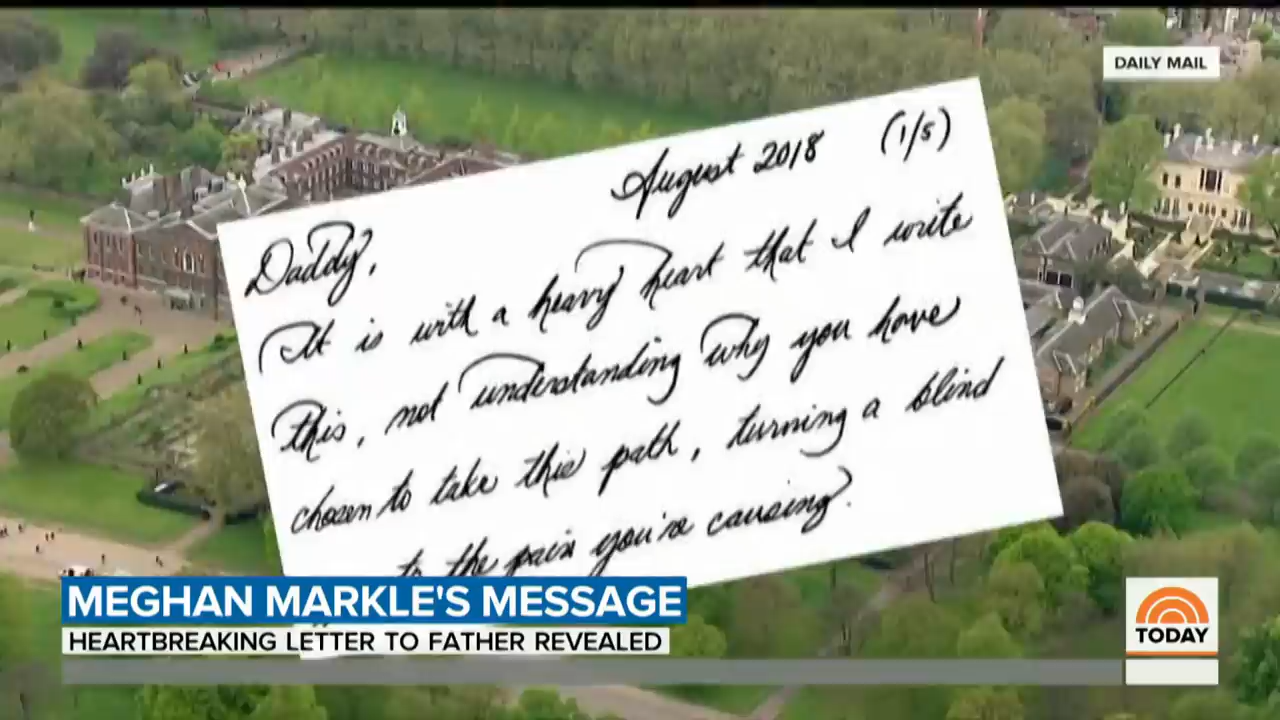 DAILY MAIL
August 2018 (1/5)
Daddy,
It is with a heavy heart that I write
this, not understanding why you have
chosen to take this path, turning a blind
to the pain you're causing.
MEGHAN MARKLE'S MESSAGE
HEARTBREAKING LETTER TO FATHER REVEALED
TODAY